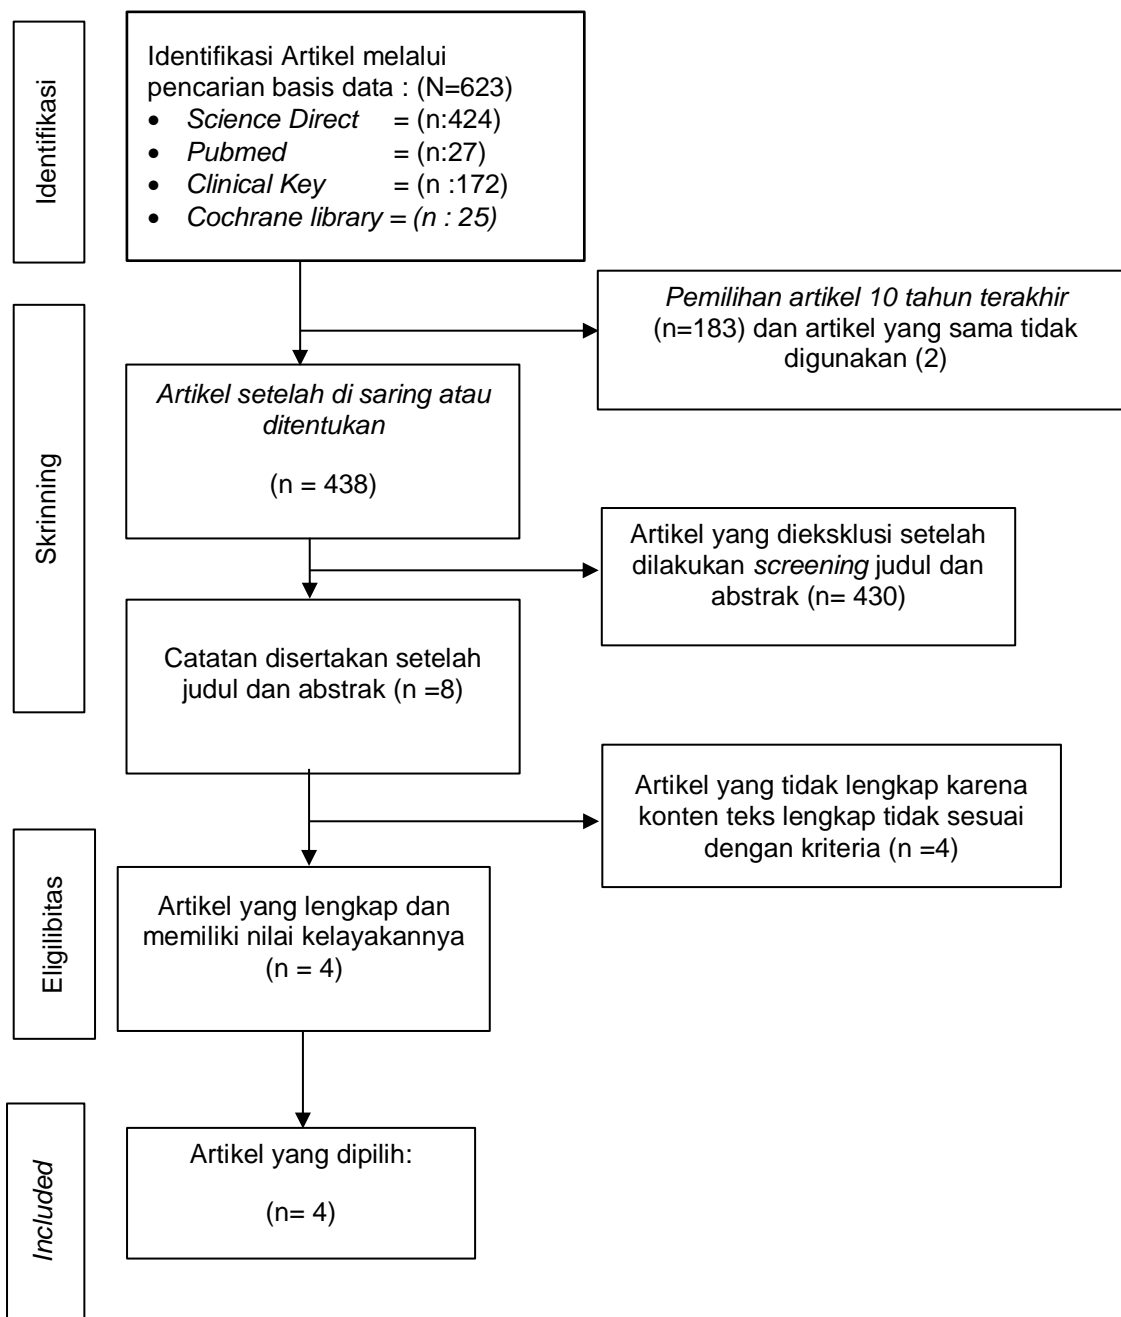 Identifikasi
Identifikasi Artikel melalui
pencarian basis data : (N=623)
• Science Direct = (n:424)
• Pubmed = (n:27)
• Clinical Key = (n :172)
• Cochrane library = (n : 25)
Pemilihan artikel 10 tahun terakhir
(n=183) dan artikel yang sama tidak
digunakan (2)
Skrinning
Artikel setelah di saring atau
ditentukan
(n = 438)
Artikel yang dieksklusi setelah
dilakukan screening judul dan
abstrak (n= 430)
Catatan disertakan setelah
judul dan abstrak (n =8)
Artikel yang tidak lengkap karena
konten teks lengkap tidak sesuai
dengan kriteria (n =4)
Eligilibitas
Artikel yang lengkap dan
memiliki nilai kelayakannya
(n = 4)
Included
Artikel yang dipilih:
(n= 4)